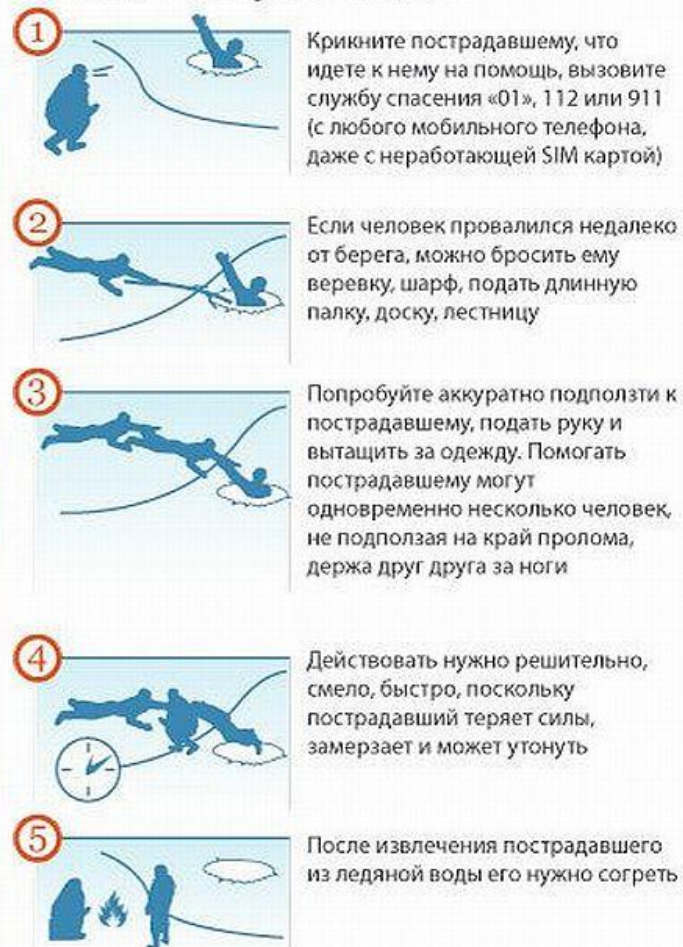 1
Крикните пострадавшему, что
идете к нему на помощь, вызовите
службу спасения «01», 112 или 911
(с любого мобильного телефона,
даже с неработающей SIM картой)
2
Если человек провалился недалеко
от берега, можно бросить ему
веревку, шарф, подать длинную
палку, доску, лестницу
3
Попробуйте аккуратно подползти к
пострадавшему, подать руку и
вытащить за одежду. Помогать
пострадавшему могут
одновременно несколько человек,
не подползая на край пролома,
держа друг друга за ноги
4
Действовать нужно решительно,
смело, быстро, поскольку
пострадавший теряет силы,
замерзает и может утонуть
5
После извлечения пострадавшего
из ледяной воды его нужно согреть